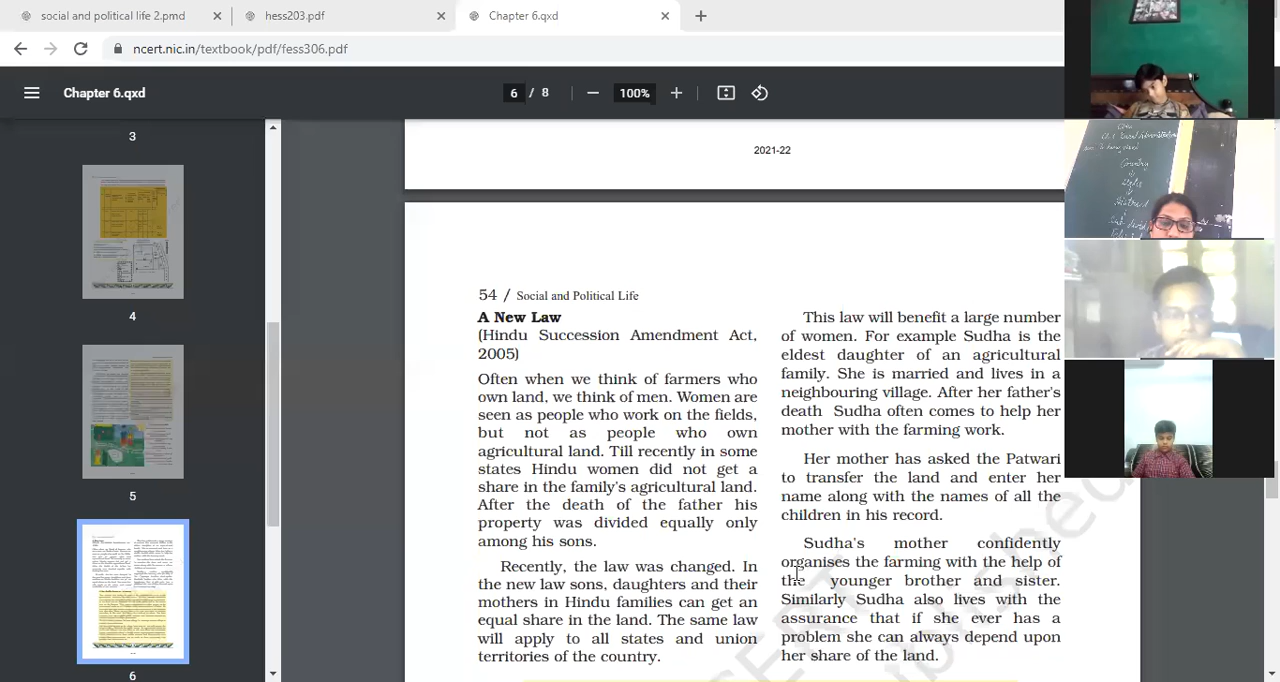 social and political life 2.pmd
hess203.pdf
Chapter 6.qxd
ncert.nic.in/textbook/pdf/fess306.pdf
Chapter 6.qxd
6 / 8
100%
3
4
5
6
2021-22
54 / Social and Political Life
A New Law
(Hindu Succession Amendment Act,
2005)
Often when we think of farmers who
own land, we think of men. Women are
seen as people who work on the fields,
but not as people who own
agricultural land. Till recently in some
states Hindu women did not get a
share in the family's agricultural land.
After the death of the father his
property was divided equally only
among his sons.
Recently, the law was changed. In
the new law sons, daughters and their
mothers in Hindu families can get an
equal share in the land. The same law
will apply to all states and union
territories of the country.
This law will benefit a large number
of women. For example Sudha is the
eldest daughter of an agricultural
family. She is married and lives in a
neighbouring village. After her father's
death Sudha often comes to help her
mother with the farming work.
Her mother has asked the Patwari
to transfer the land and enter her
name along with the names of all the
children in his record.
Sudha's mother confidently
organises the farming with the help of
the younger brother and sister.
Similarly Sudha also lives with the
assurance that if she ever has a
problem she can always depend upon
her share of the land.
Country